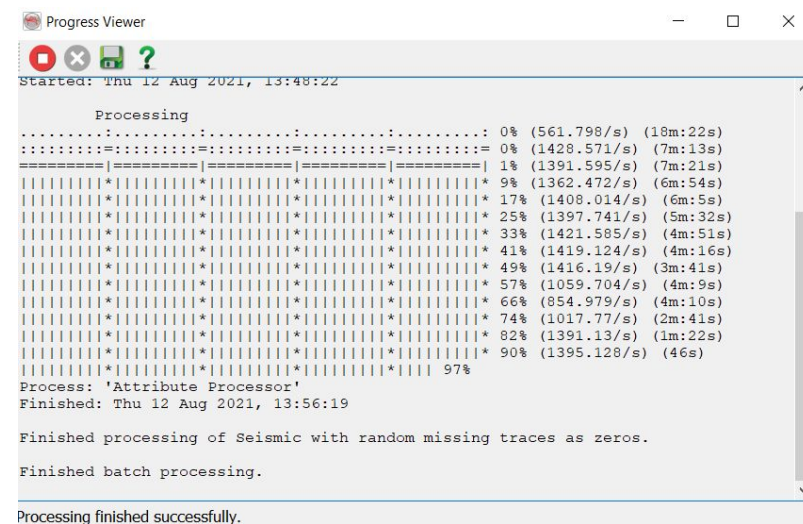 Progress Viewer
Started: Thu 12 Aug 2021, 13:48:22
Processing
.........:.........:.........:.........:.........: 0% (561.798/s) (18m:22s)
:::::::::=:::::::::=:::::::::=:::::::::=:::::::::= 0% (1428.571/s) (7m:13s)
=========|=========|=========|=========|=========| 1% (1391.595/s) (7m:21s)
|||||||||*|||||||||*|||||||||*|||||||||*|||||||||* 9% (1362.472/s) (6m:54s)
|||||||||*|||||||||*|||||||||*|||||||||*|||||||||* 17% (1408.014/s) (6m:5s)
|||||||||*|||||||||*|||||||||*|||||||||*|||||||||* 25% (1397.741/s) (5m:32s)
|||||||||*|||||||||*|||||||||*|||||||||*|||||||||* 33% (1421.585/s) (4m:51s)
|||||||||*|||||||||*|||||||||*|||||||||*|||||||||* 41% (1419.124/s) (4m:16s)
|||||||||*|||||||||*|||||||||*|||||||||*|||||||||* 49% (1416.19/s) (3m:41s)
|||||||||*|||||||||*|||||||||*|||||||||*|||||||||* 57% (1059.704/s) (4m:9s)
|||||||||*|||||||||*|||||||||*|||||||||*|||||||||* 66% (854.979/s) (4m:10s)
|||||||||*|||||||||*|||||||||*|||||||||*|||||||||* 74% (1017.77/s) (2m:41s)
|||||||||*|||||||||*|||||||||*|||||||||*|||||||||* 82% (1391.13/s) (1m:22s)
|||||||||*|||||||||*|||||||||*|||||||||*|||||||||* 90% (1395.128/s) (46s)
|||||||||*|||||||||*|||||||||*|||||||||*|||| 97%
Process: 'Attribute Processor'
Finished: Thu 12 Aug 2021, 13:56:19
Finished processing of Seismic with random missing traces as zeros.
Finished batch processing.
Processing finished successfully.